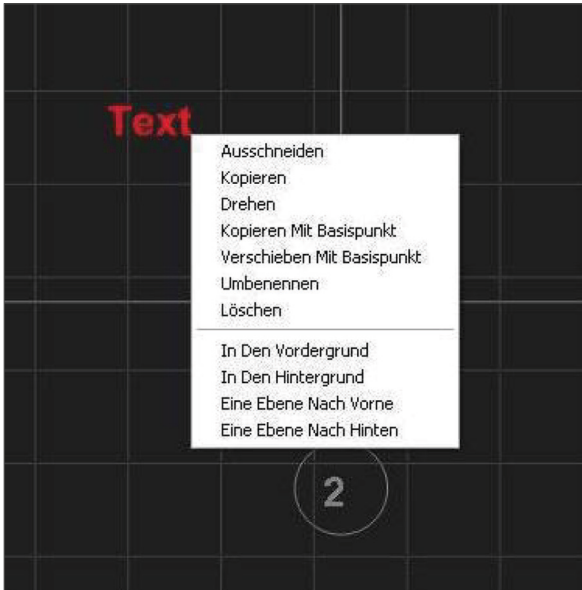 Text
Ausschneiden
Kopieren
Drehen
Kopieren Mit Basispunkt
Verschieben Mit Basispunkt
Umbenennen
Löschen
In Den Vordergrund
In Den Hintergrund
Eine Ebene Nach Vorne
Eine Ebene Nach Hinten
2